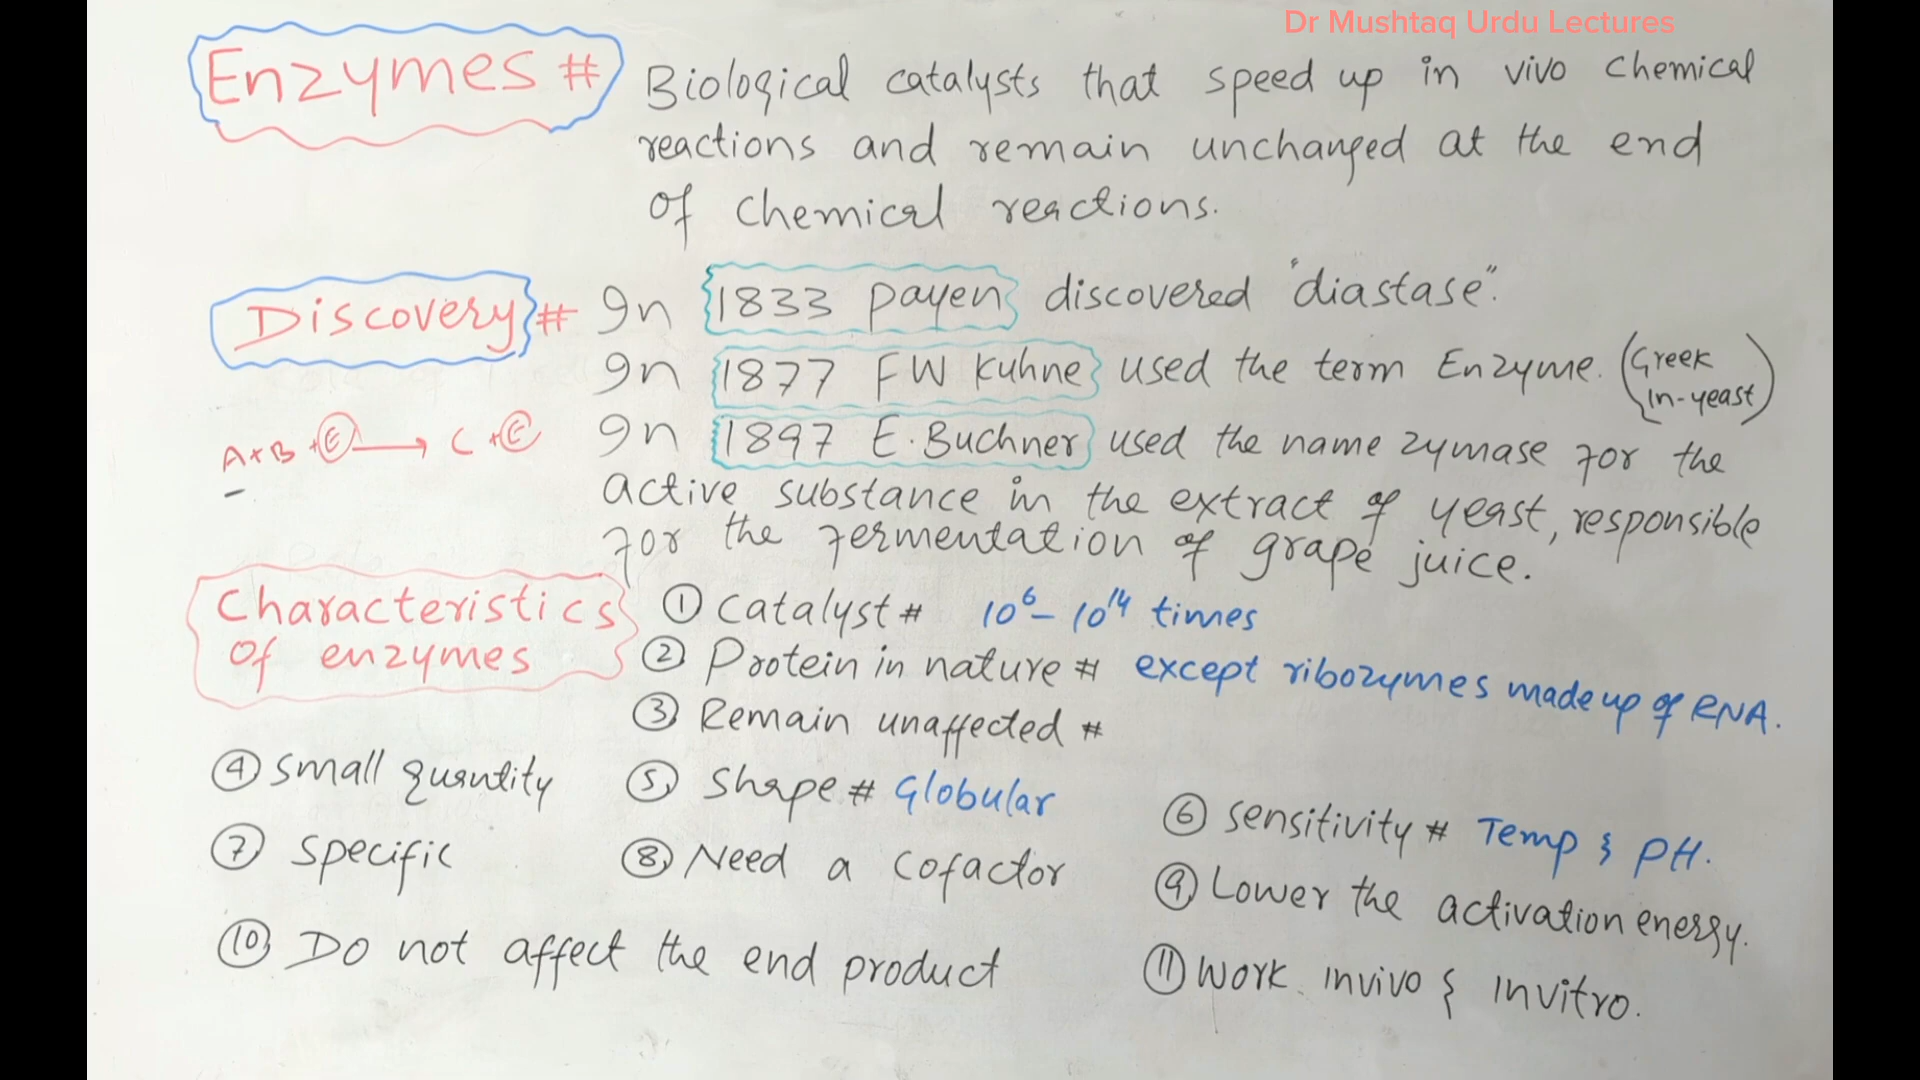 Dr Mushtaq Urdu Lectures
Enzymes # Biological catalysts that speed up in vivo chemical
reactions and remain unchanged at the end
of chemical reactions.
Discovery # In 1833 Payen discovered "diastase".
In 1877 FW Kuhne used the term Enzyme. (Greek
in-yeast)
A+B +E → C +E
In 1897 E.Buchner used the name zymase for the
active substance in the extract of yeast, responsible
for the fermentation of grape juice.
Characteristics
of enzymes
① Catalyst # 10⁶ – 10¹⁴ times
② Protein in nature # except ribozymes made up of RNA.
③ Remain unaffected #
④ Small quantity
⑤ Shape # Globular
⑥ Sensitivity # Temp & PH.
⑦ Specific
⑧ Need a cofactor
⑨ Lower the activation energy.
⑩ Do not affect the end product
⑪ Work invivo & invitro.